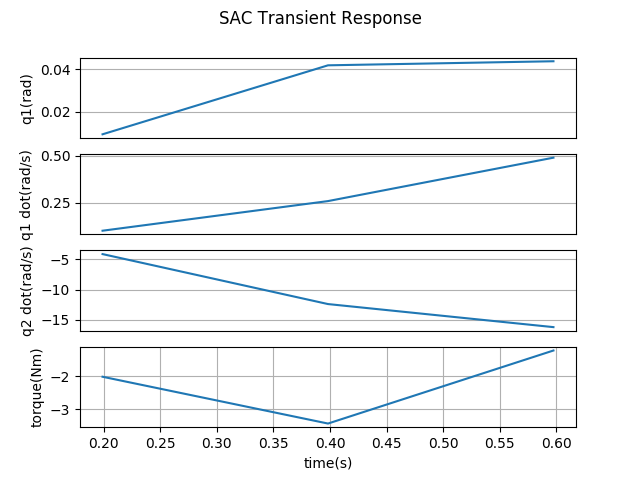 SAC Transient Response
q1(rad)
0.04
0.02
q1 dot(rad/s)
0.50
0.25
q2 dot(rad/s)
−5
−10
−15
torque(Nm)
−2
−3
0.20 0.25 0.30 0.35 0.40 0.45 0.50 0.55 0.60
time(s)